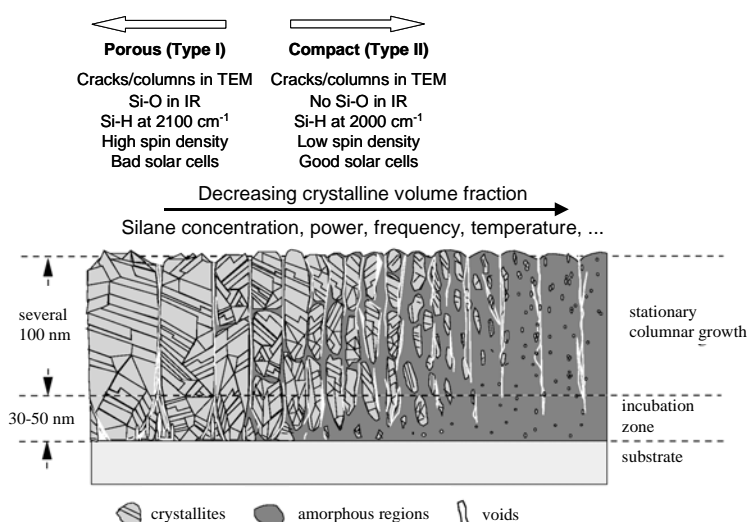 Porous (Type I)
Cracks/columns in TEM
Si-O in IR
Si-H at 2100 cm⁻¹
High spin density
Bad solar cells
Compact (Type II)
Cracks/columns in TEM
No Si-O in IR
Si-H at 2000 cm⁻¹
Low spin density
Good solar cells
Decreasing crystalline volume fraction
Silane concentration, power, frequency, temperature, ...
several
100 nm
30-50 nm
stationary
columnar growth
incubation
zone
substrate
crystallites
amorphous regions
voids